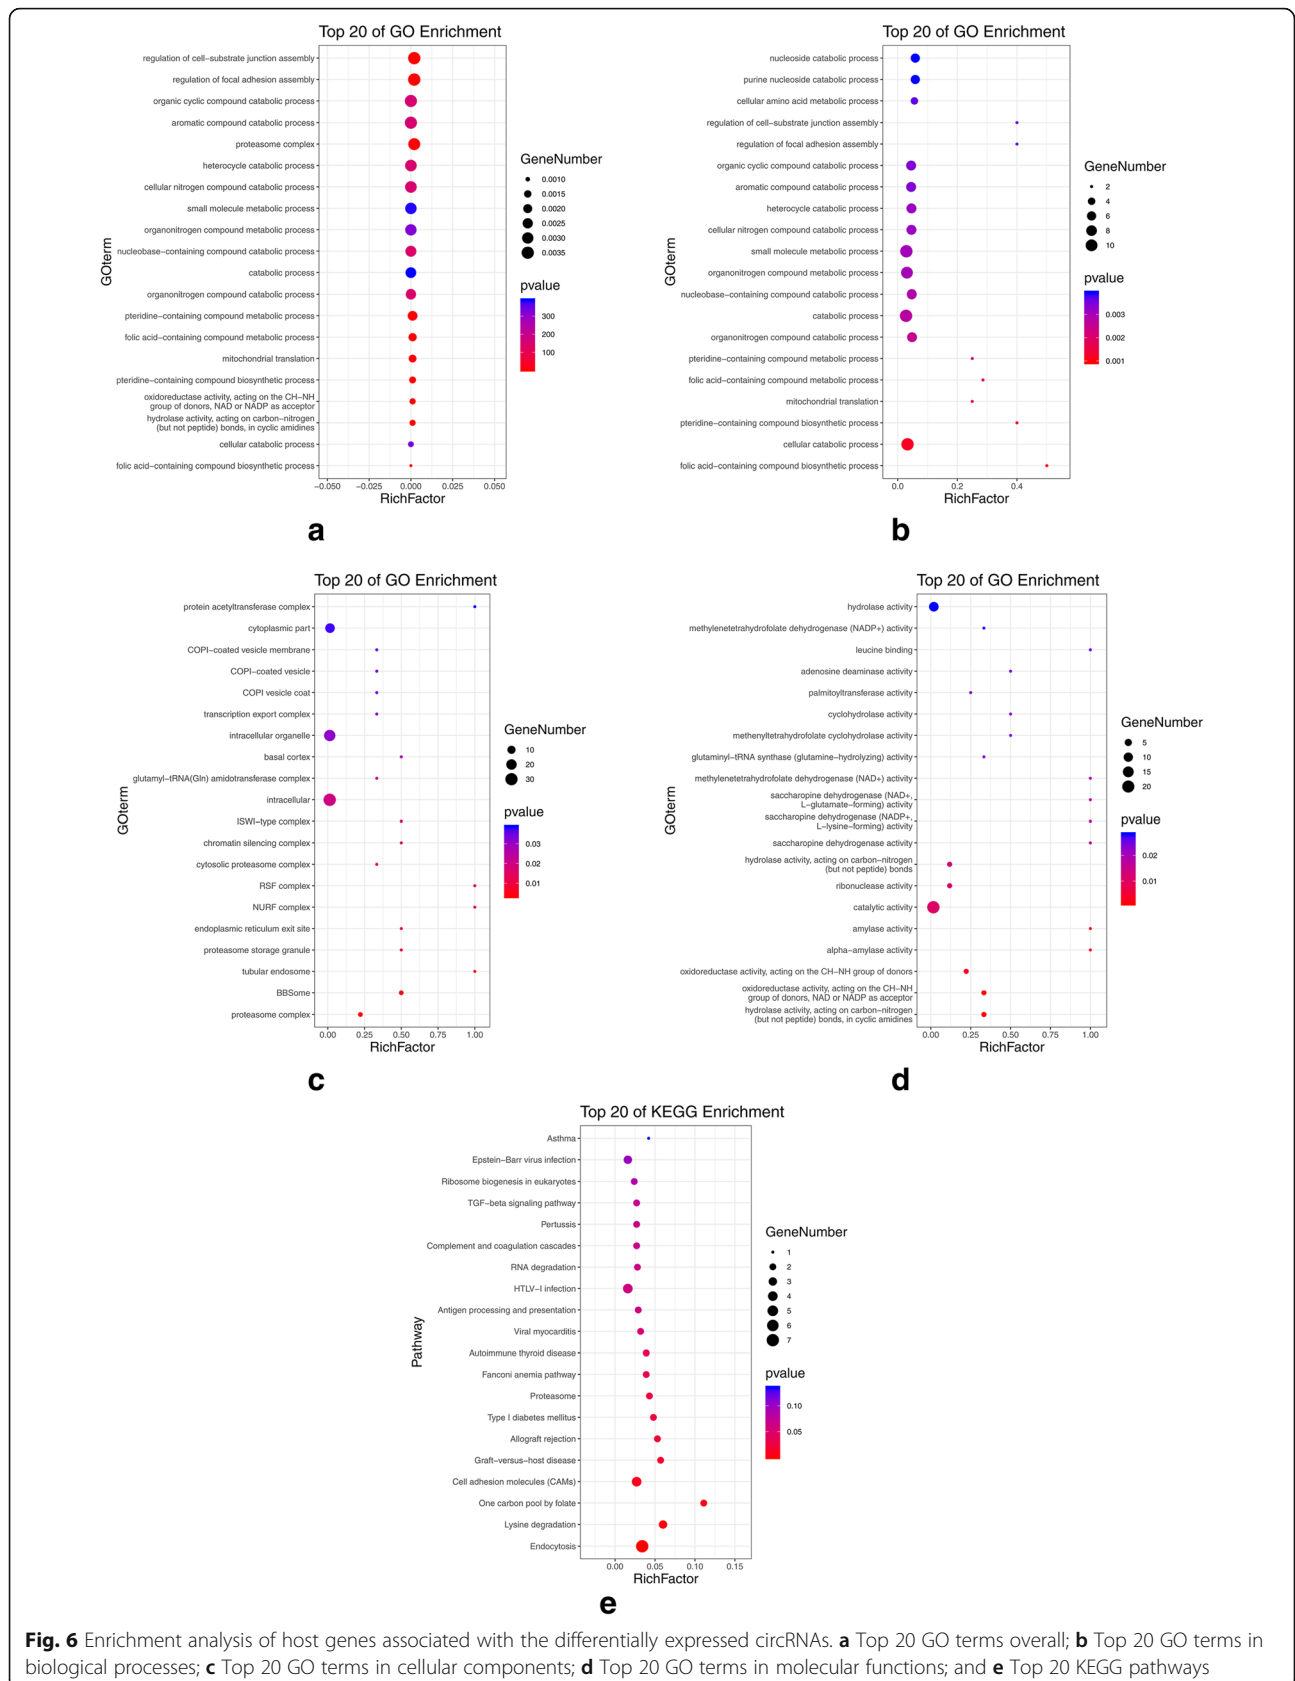 Top 20 of GO Enrichment
regulation of cell−substrate junction assembly
regulation of focal adhesion assembly
organic cyclic compound catabolic process
aromatic compound catabolic process
proteasome complex
heterocycle catabolic process
cellular nitrogen compound catabolic process
small molecule metabolic process
organonitrogen compound metabolic process
nucleobase−containing compound catabolic process
catabolic process
organonitrogen compound catabolic process
pteridine−containing compound metabolic process
folic acid−containing compound metabolic process
mitochondrial translation
pteridine−containing compound biosynthetic process
oxidoreductase activity, acting on the CH−NH
group of donors, NAD or NADP as acceptor
hydrolase activity, acting on carbon−nitrogen
(but not peptide) bonds, in cyclic amidines
cellular catabolic process
folic acid−containing compound biosynthetic process
GOterm
−0.050 −0.025 0.000 0.025 0.050
RichFactor
GeneNumber
0.0010
0.0015
0.0020
0.0025
0.0030
0.0035
pvalue
300
200
100
a
Top 20 of GO Enrichment
nucleoside catabolic process
purine nucleoside catabolic process
cellular amino acid metabolic process
regulation of cell−substrate junction assembly
regulation of focal adhesion assembly
organic cyclic compound catabolic process
aromatic compound catabolic process
heterocycle catabolic process
cellular nitrogen compound catabolic process
small molecule metabolic process
organonitrogen compound metabolic process
nucleobase−containing compound catabolic process
catabolic process
organonitrogen compound catabolic process
pteridine−containing compound metabolic process
folic acid−containing compound metabolic process
mitochondrial translation
pteridine−containing compound biosynthetic process
cellular catabolic process
folic acid−containing compound biosynthetic process
GOterm
0.0 0.2 0.4
RichFactor
GeneNumber
2
4
6
8
10
pvalue
0.003
0.002
0.001
b
Top 20 of GO Enrichment
protein acetyltransferase complex
cytoplasmic part
COPI−coated vesicle membrane
COPI−coated vesicle
COPI vesicle coat
transcription export complex
intracellular organelle
basal cortex
glutamyl−tRNA(Gln) amidotransferase complex
intracellular
ISWI−type complex
chromatin silencing complex
cytosolic proteasome complex
RSF complex
NURF complex
endoplasmic reticulum exit site
proteasome storage granule
tubular endosome
BBSome
proteasome complex
GOterm
0.00 0.25 0.50 0.75 1.00
RichFactor
GeneNumber
10
20
30
pvalue
0.03
0.02
0.01
c
Top 20 of GO Enrichment
hydrolase activity
methylenetetrahydrofolate dehydrogenase (NADP+) activity
leucine binding
adenosine deaminase activity
palmitoyltransferase activity
cyclohydrolase activity
methenyltetrahydrofolate cyclohydrolase activity
glutaminyl−tRNA synthase (glutamine−hydrolyzing) activity
methylenetetrahydrofolate dehydrogenase (NAD+) activity
saccharopine dehydrogenase (NAD+,
L−glutamate−forming) activity
saccharopine dehydrogenase (NADP+,
L−lysine−forming) activity
saccharopine dehydrogenase activity
hydrolase activity, acting on carbon−nitrogen
(but not peptide) bonds
ribonuclease activity
catalytic activity
amylase activity
alpha−amylase activity
oxidoreductase activity, acting on the CH−NH group of donors
oxidoreductase activity, acting on the CH−NH
group of donors, NAD or NADP as acceptor
hydrolase activity, acting on carbon−nitrogen
(but not peptide) bonds, in cyclic amidines
GOterm
0.00 0.25 0.50 0.75 1.00
RichFactor
GeneNumber
5
10
15
20
pvalue
0.02
0.01
d
Top 20 of KEGG Enrichment
Asthma
Epstein−Barr virus infection
Ribosome biogenesis in eukaryotes
TGF−beta signaling pathway
Pertussis
Complement and coagulation cascades
RNA degradation
HTLV−I infection
Antigen processing and presentation
Viral myocarditis
Autoimmune thyroid disease
Fanconi anemia pathway
Proteasome
Type I diabetes mellitus
Allograft rejection
Graft−versus−host disease
Cell adhesion molecules (CAMs)
One carbon pool by folate
Lysine degradation
Endocytosis
Pathway
0.00 0.05 0.10 0.15
RichFactor
GeneNumber
1
2
3
4
5
6
7
pvalue
0.10
0.05
e
Fig. 6 Enrichment analysis of host genes associated with the differentially expressed circRNAs. a Top 20 GO terms overall; b Top 20 GO terms in
biological processes; c Top 20 GO terms in cellular components; d Top 20 GO terms in molecular functions; and e Top 20 KEGG pathways